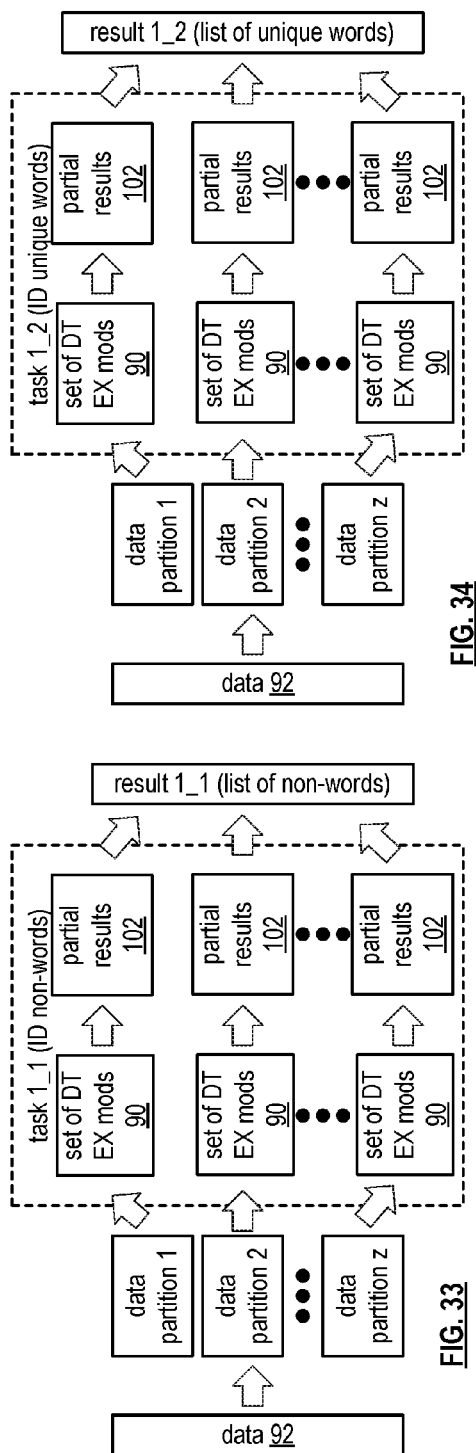 data 92
data
partition 1
data
partition 2
data
partition z
task 1_1 (ID non-words)
set of DT
EX mods
90
set of DT
EX mods
90
set of DT
EX mods
90
partial
results
102
partial
results
102
partial
results
102
result 1_1 (list of non-words)
FIG. 33
data 92
data
partition 1
data
partition 2
data
partition z
task 1_2 (ID unique words)
set of DT
EX mods
90
set of DT
EX mods
90
set of DT
EX mods
90
partial
results
102
partial
results
102
partial
results
102
result 1_2 (list of unique words)
FIG. 34